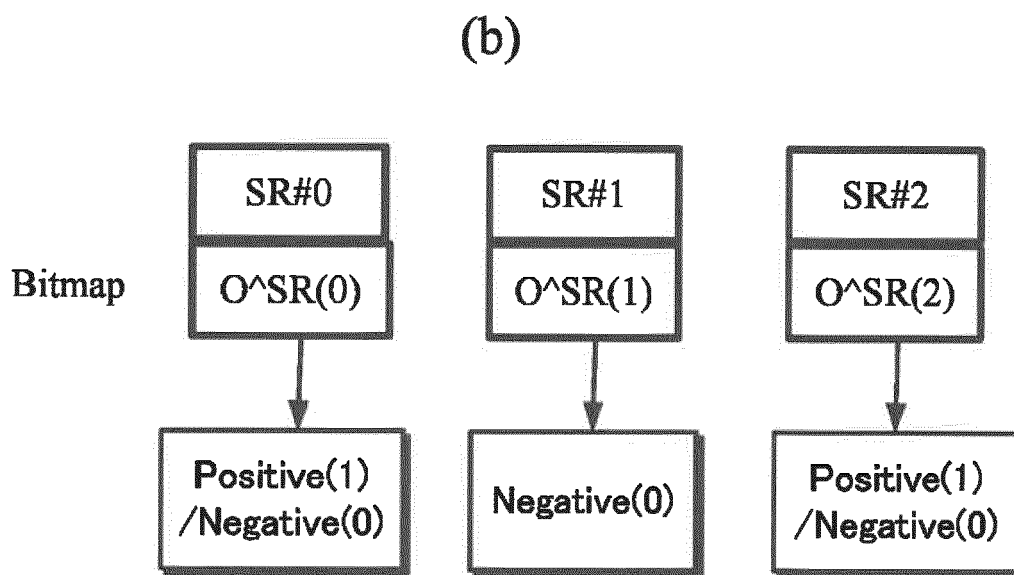 (b)
SR#0
SR#1
SR#2
Bitmap
O^SR(0)
O^SR(1)
O^SR(2)
Positive(1)
/Negative(0)
Negative(0)
Positive(1)
/Negative(0)